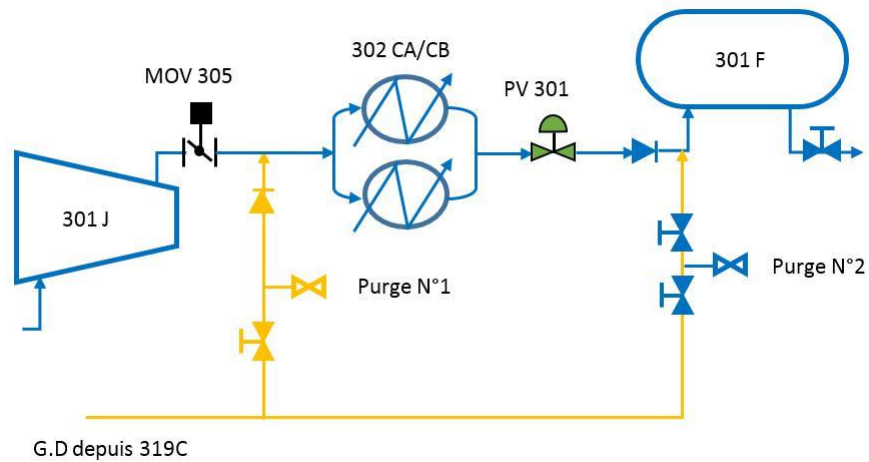 302 CA/CB
MOV 305
301 F
PV 301
301 J
Purge N°1
Purge N°2
G.D depuis 319C